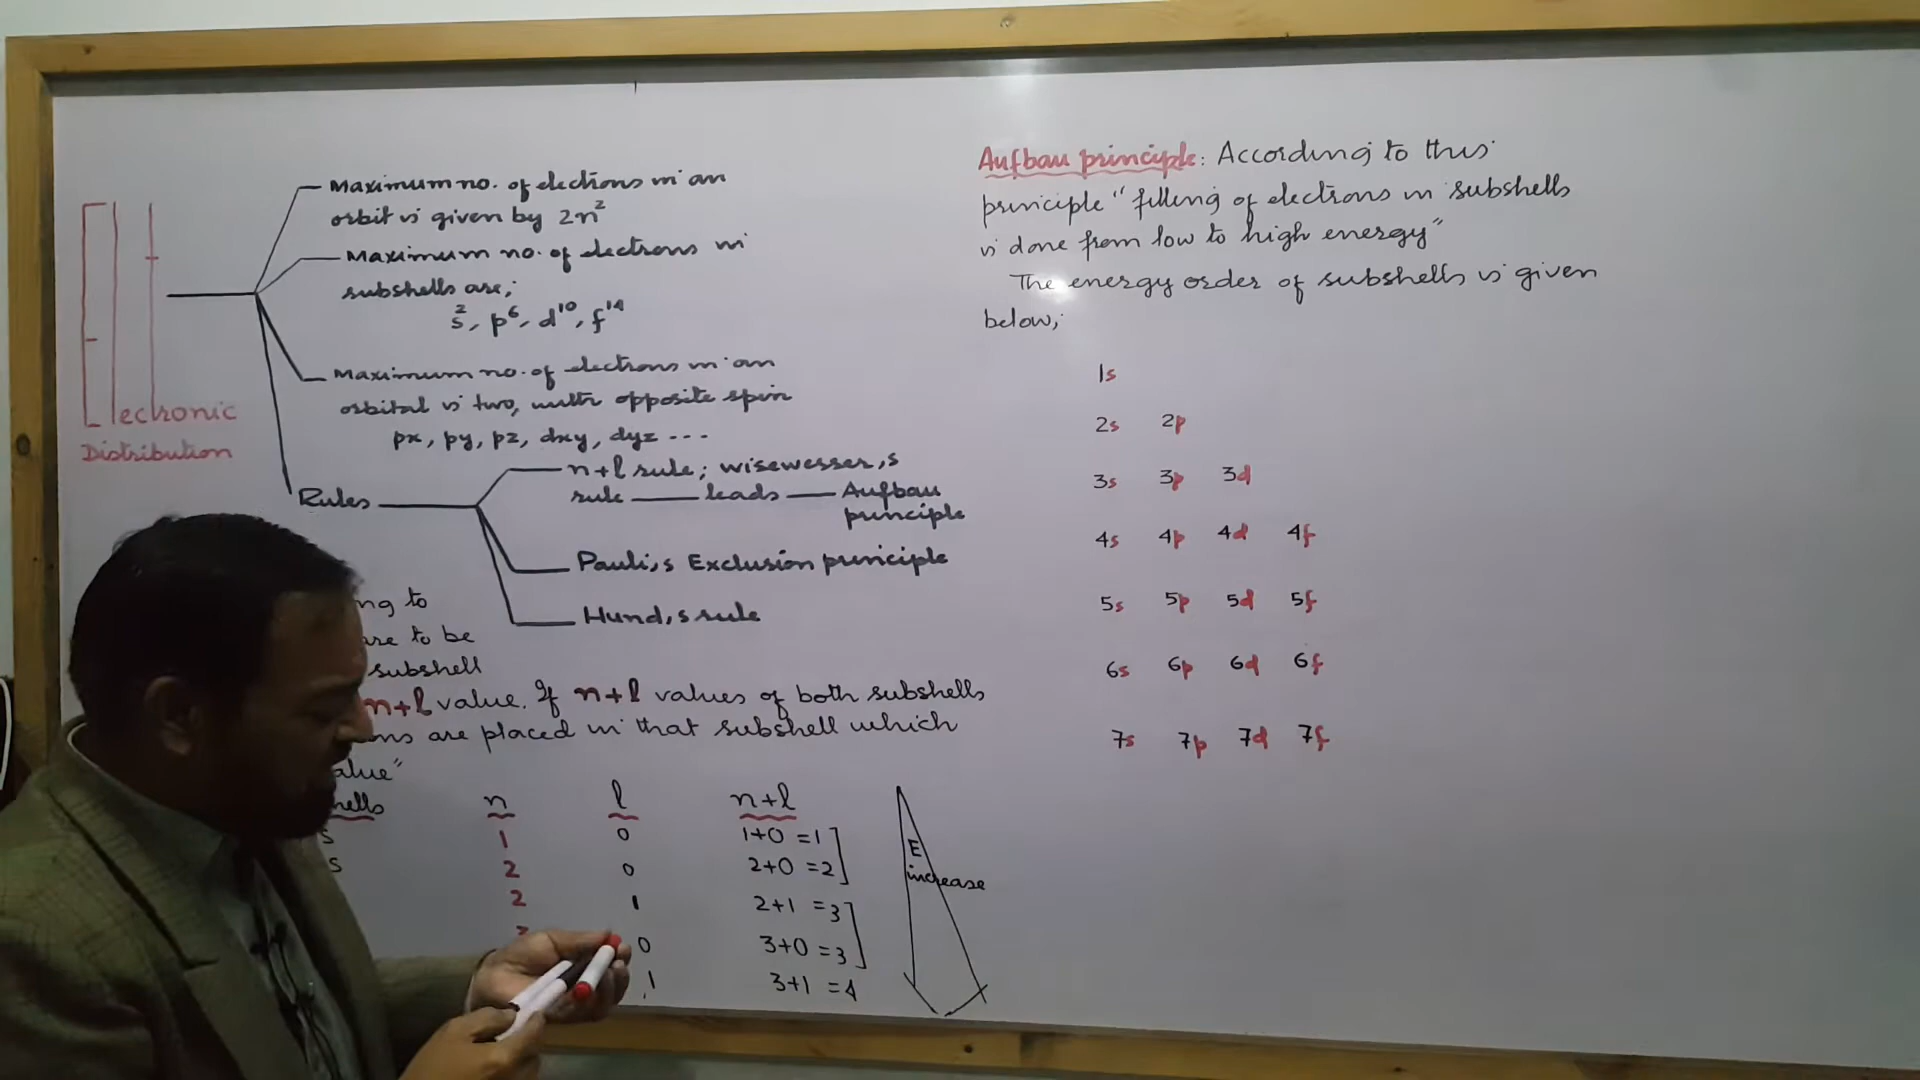 Electronic
Distribution
Maximum no. of electrons in an
orbit is given by 2n²
Maximum no. of electrons in
subshells are;
s², p⁶, d¹⁰, f¹⁴
Maximum no. of electrons in an
orbital is two, with opposite spin
px, py, pz, dxy, dyz ---
Rules
n+l rule; wisewesser,s
rule — leads — Aufbau
principle
Pauli,s Exclusion principle
Hund,s rule
ng to
are to be
subshell
n+l value. If n+l values of both subshells
ons are placed in that subshell which
alue"
hells n l n+l
s 1 0 1+0 =1
s 2 0 2+0 =2
2 1 2+1 =3
0 3+0 =3
1 3+1 =4
E
increase
Aufbau principle: According to this
principle "filling of electrons in subshells
is done from low to high energy"
The energy order of subshells is given
below;
1s
2s 2p
3s 3p 3d
4s 4p 4d 4f
5s 5p 5d 5f
6s 6p 6d 6f
7s 7p 7d 7f